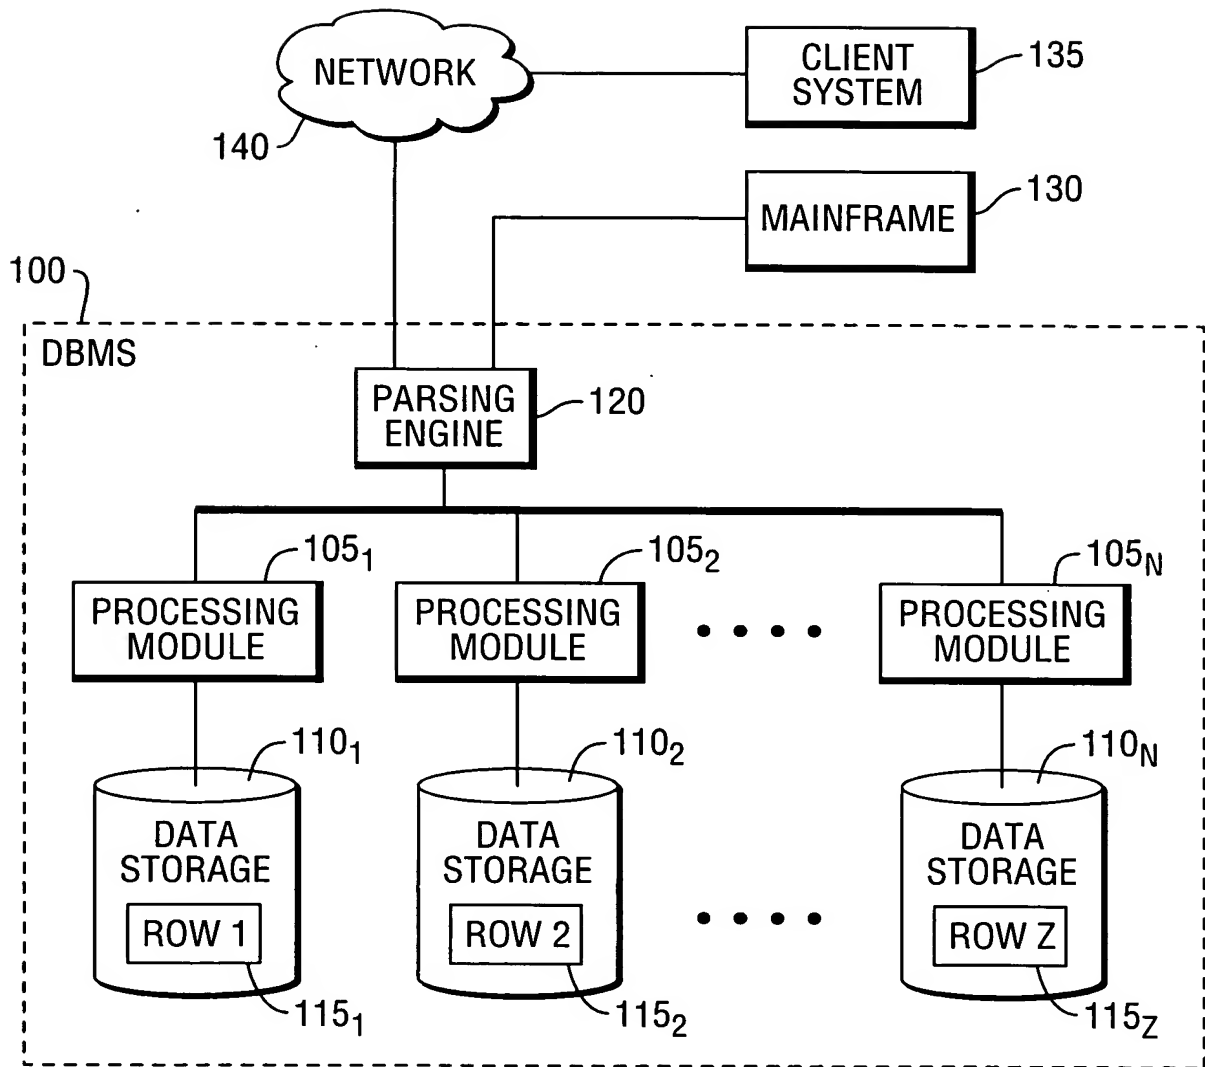 NETWORK
140
CLIENT
SYSTEM
135
MAINFRAME
130
100
DBMS
PARSING
ENGINE
120
105₁
PROCESSING
MODULE
105₂
PROCESSING
MODULE
105N
PROCESSING
MODULE
110₁
DATA
STORAGE
ROW 1
115₁
110₂
DATA
STORAGE
ROW 2
115₂
110N
DATA
STORAGE
ROW Z
115Z